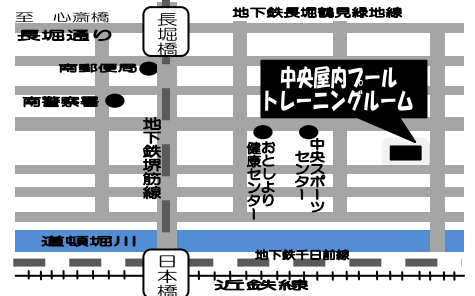 至 心斎橋
長堀橋
地下鉄長堀鶴見緑地線
長堀通り
南郵便局
中央屋内プール
トレーニングルーム
南警察署
地下鉄堺筋線
おとしより
健康センター
中央スポーツ
センター
道頓堀川
地下鉄千日前線
日本橋
近鉄線